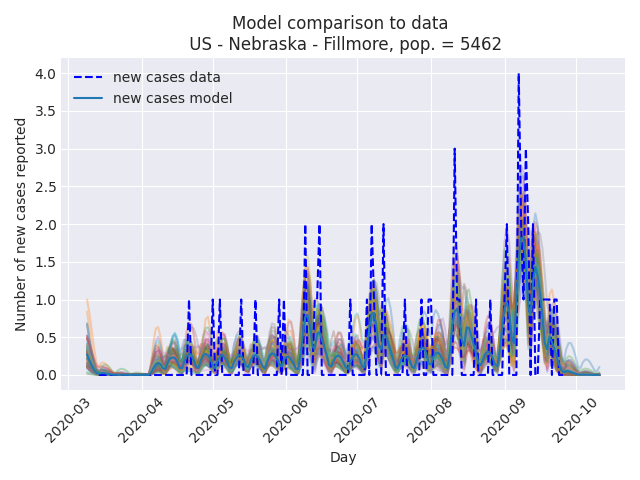 Model comparison to data
US - Nebraska - Fillmore, pop. = 5462
new cases data
new cases model
Number of new cases reported
4.0
3.5
3.0
2.5
2.0
1.5
1.0
0.5
0.0
2020-03
2020-04
2020-05
2020-06
2020-07
2020-08
2020-09
2020-10
Day